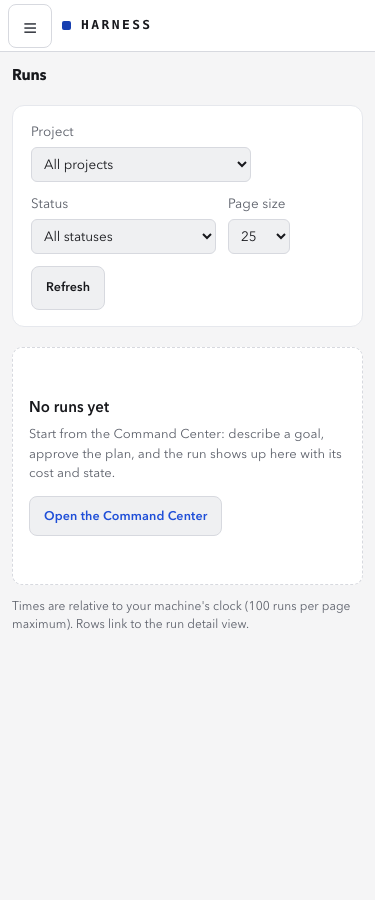 HARNESS
Runs
Project
All projects
Status
Page size
All statuses
25
Refresh
No runs yet
Start from the Command Center: describe a goal,
approve the plan, and the run shows up here with its
cost and state.
Open the Command Center
Times are relative to your machine's clock (100 runs per page
maximum). Rows link to the run detail view.